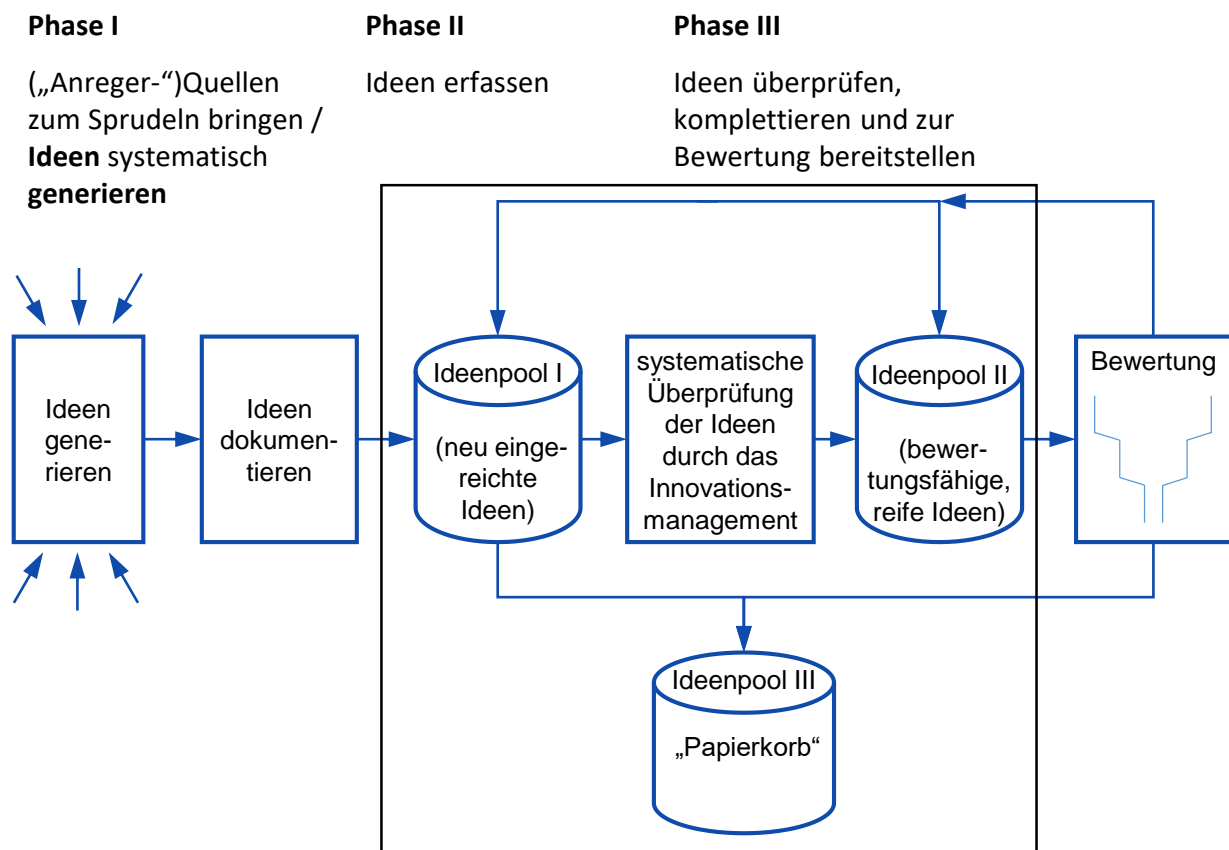 Phase I
(„Anreger-“)Quellen
zum Sprudeln bringen /
Ideen systematisch
generieren
Phase II
Ideen erfassen
Phase III
Ideen überprüfen,
komplettieren und zur
Bewertung bereitstellen
Ideen
gene-
rieren
Ideen
dokumen-
tieren
Ideenpool I
(neu einge-
reichte
Ideen)
systematische
Überprüfung
der Ideen
durch das
Innovations-
management
Ideenpool II
(bewer-
tungsfähige,
reife Ideen)
Bewertung
Ideenpool III
„Papierkorb“